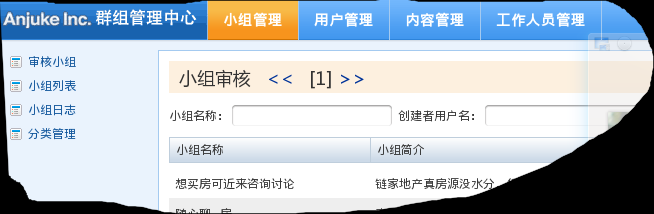 Anjuke Inc. 群组管理中心 小组管理 用户管理 内容管理 工作人员管理
审核小组
小组列表
小组日志
分类管理
小组审核 << [1] >>
小组名称: 创建者用户名:
小组名称 小组简介
想买房可近来咨询讨论 链家地产真房源没水分